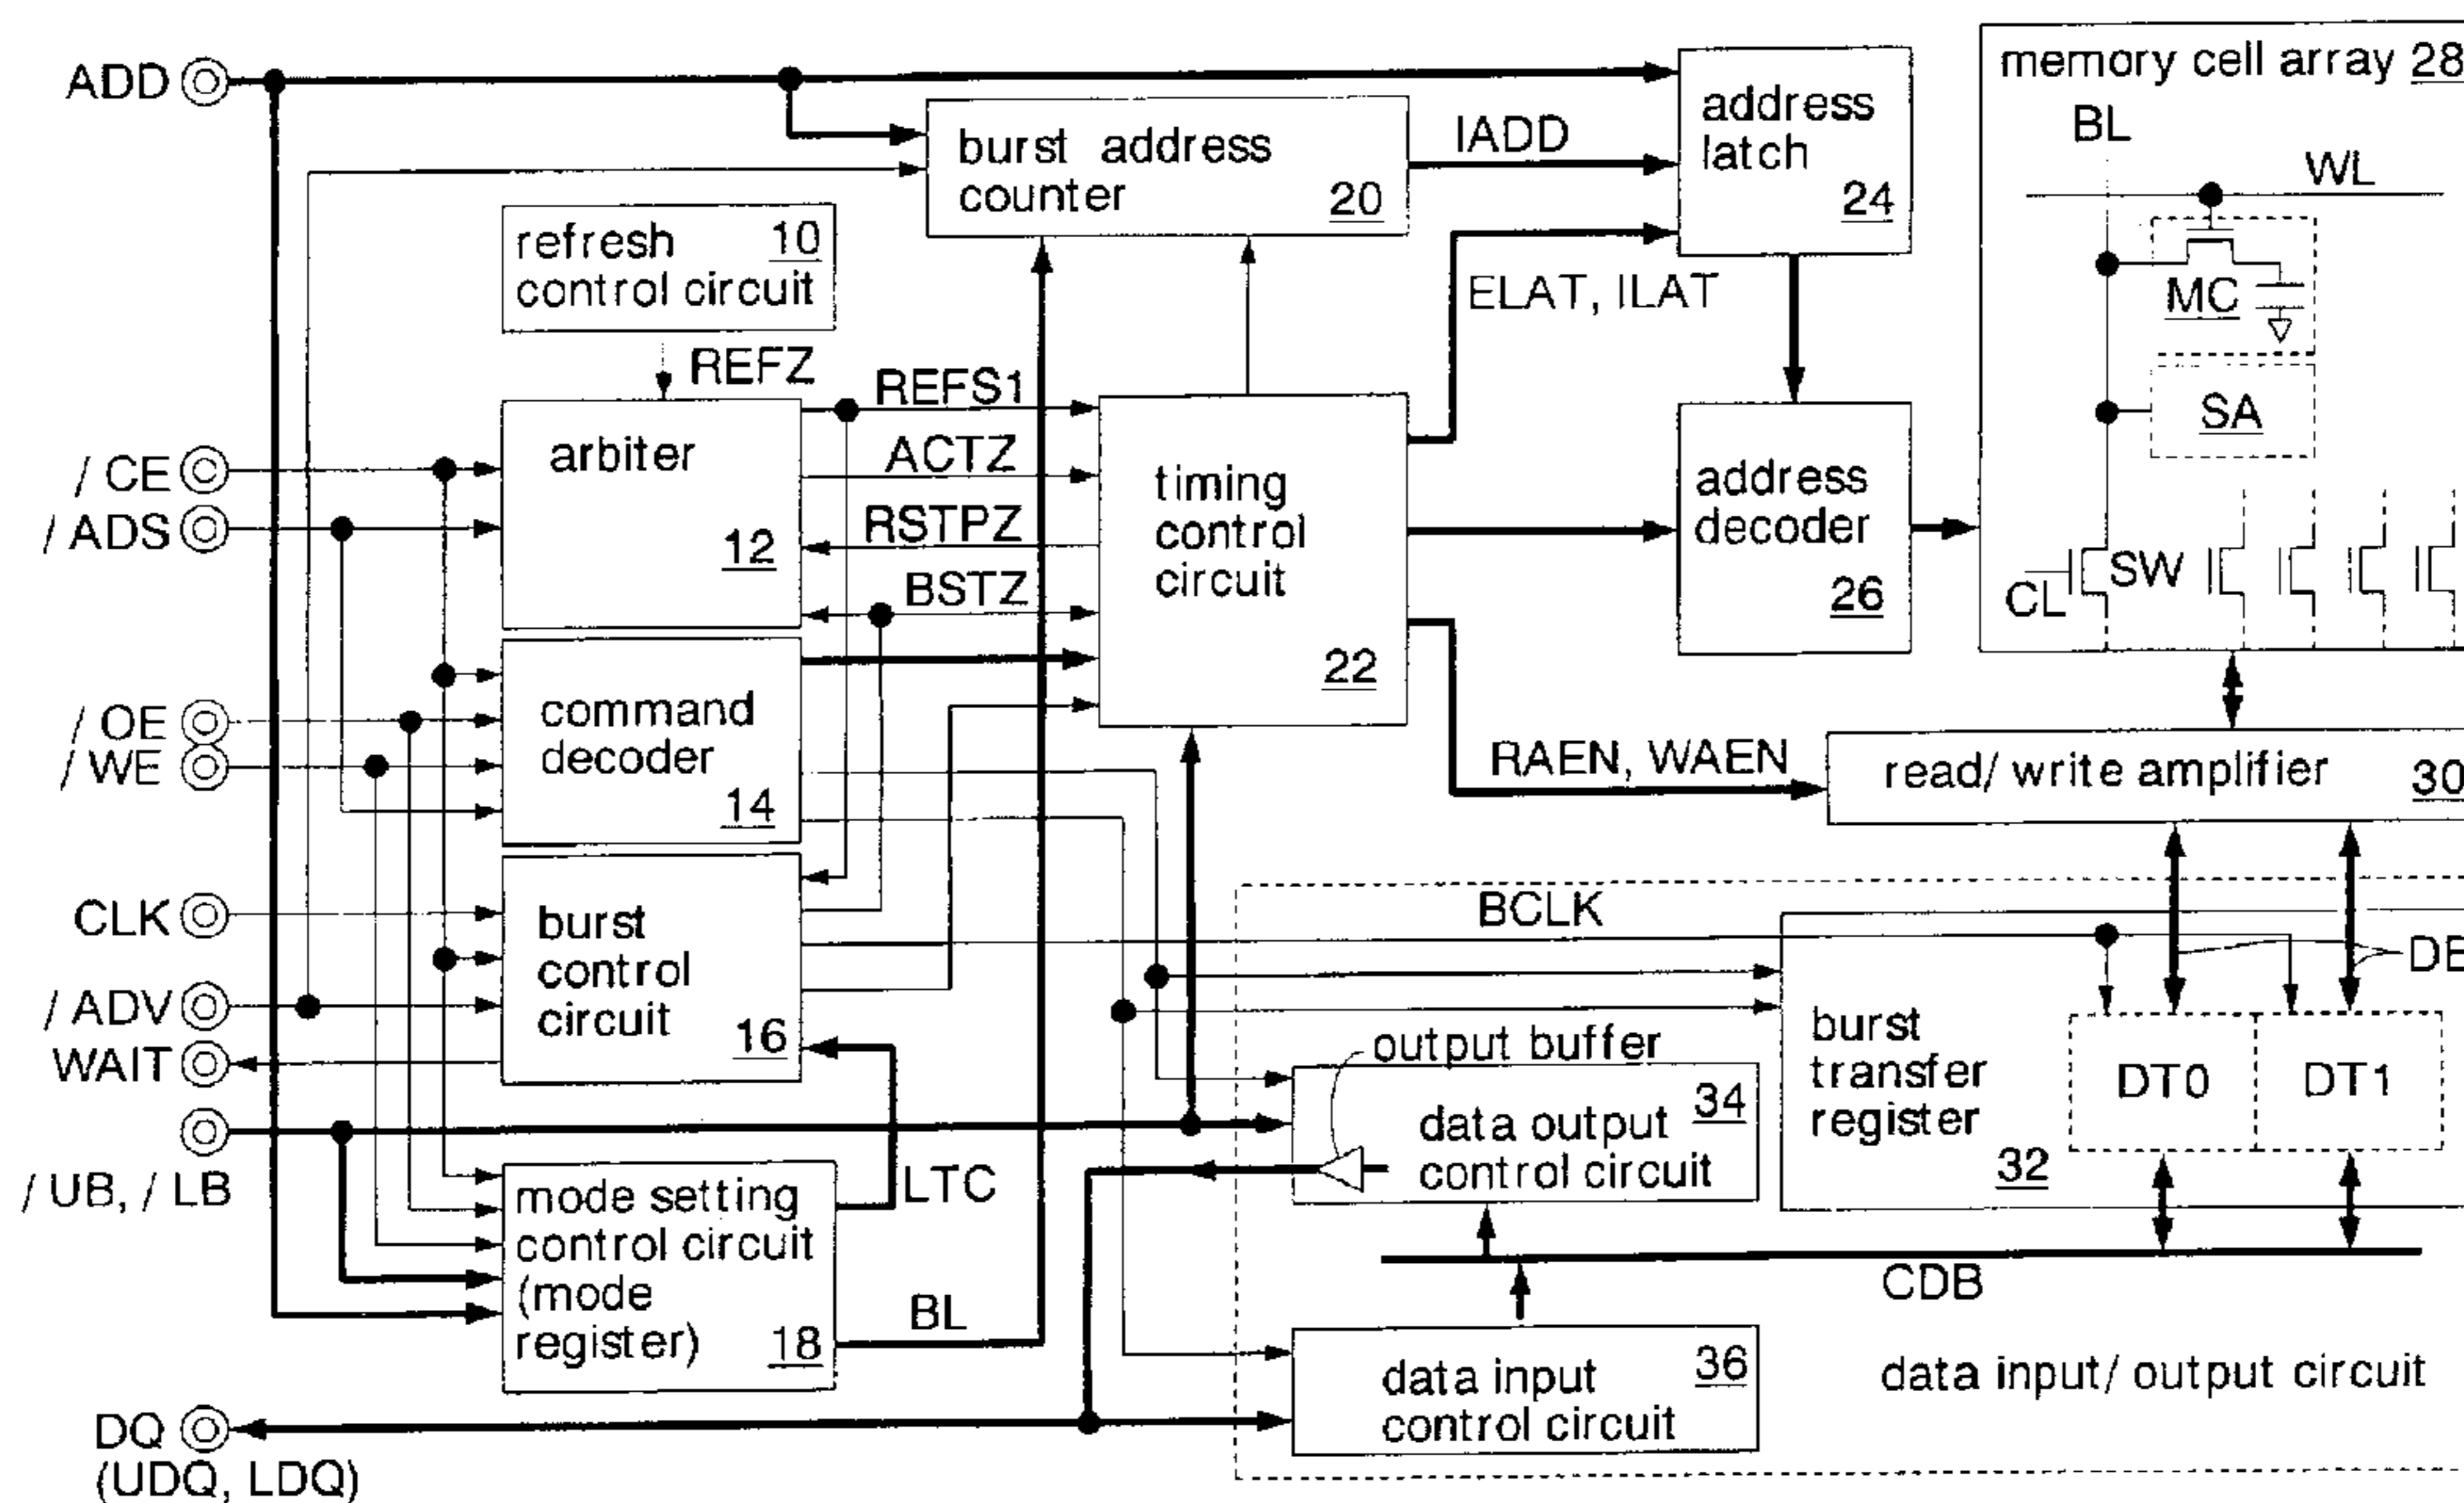 ADD
burst address
counter
20
IADD
address
latch
24
memory cell array 28
BL
WL
MC
SA
CL
SW
refresh
control circuit
10
REFZ
ELAT, ILAT
/ CE
/ ADS
arbiter
12
REFS1
ACTZ
RSTPZ
BSTZ
timing
control
circuit
22
address
decoder
26
/ OE
/ WE
command
decoder
14
RAEN, WAEN
read/ write amplifier
30
CLK
/ ADV
WAIT
burst
control
circuit
16
BCLK
burst
transfer
register
32
DT0
DT1
output buffer
data output
control circuit
34
/ UB, / LB
mode setting
control circuit
(mode
register)
18
LTC
BL
CDB
data input
control circuit
36
data input/ output circuit
DQ
(UDQ, LDQ)